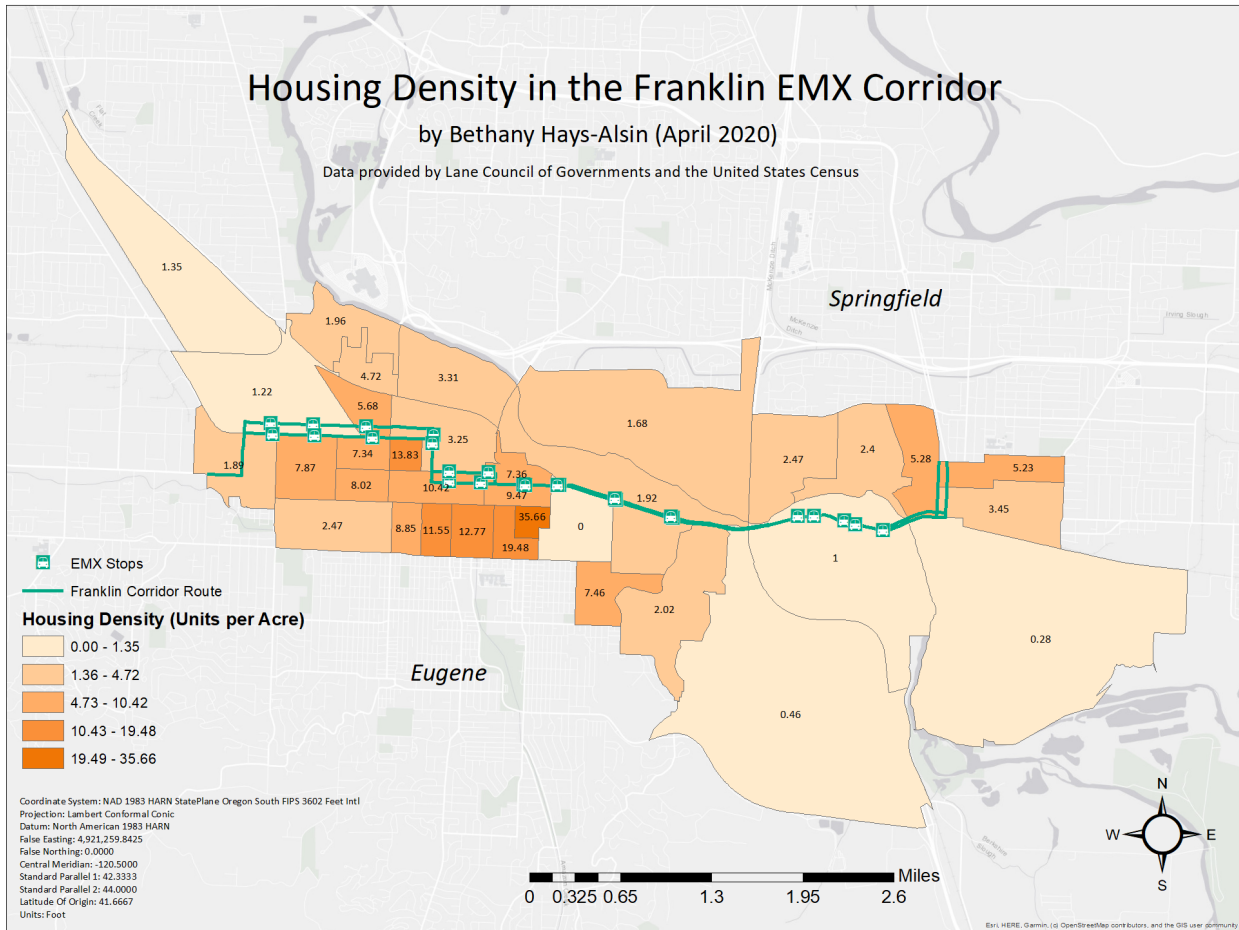 Housing Density in the Franklin EMX Corridor
by Bethany Hays-Alsin (April 2020)
Data provided by Lane Council of Governments and the United States Census
Flat Creek
McKenzie Ditch
Springfield
1.35
McKenzie
Ditch
Irving Slough
1.96
4.72
3.31
1.22
5.68
1.68
3.25
2.47
2.4
5.28
5.23
1.89
7.87
7.34
13.83
7.36
8.02
10.42
9.47
1.92
3.45
2.47
8.85
11.55
12.77
35.66
19.48
0
1
EMX Stops
Franklin Corridor Route
7.46
2.02
0.28
Housing Density (Units per Acre)
0.00 - 1.35
1.36 - 4.72
4.73 - 10.42
10.43 - 19.48
19.49 - 35.66
Eugene
0.46
Coordinate System: NAD 1983 HARN StatePlane Oregon South FIPS 3602 Feet Intl
Projection: Lambert Conformal Conic
Datum: North American 1983 HARN
False Easting: 4,921,259.8425
False Northing: 0.0000
Central Meridian: -120.5000
Standard Parallel 1: 42.3333
Standard Parallel 2: 44.0000
Latitude Of Origin: 41.6667
Units: Foot
N
W E
S
Miles
0 0.325 0.65 1.3 1.95 2.6
Slough
Esri, HERE, Garmin, (c) OpenStreetMap contributors, and the GIS user community